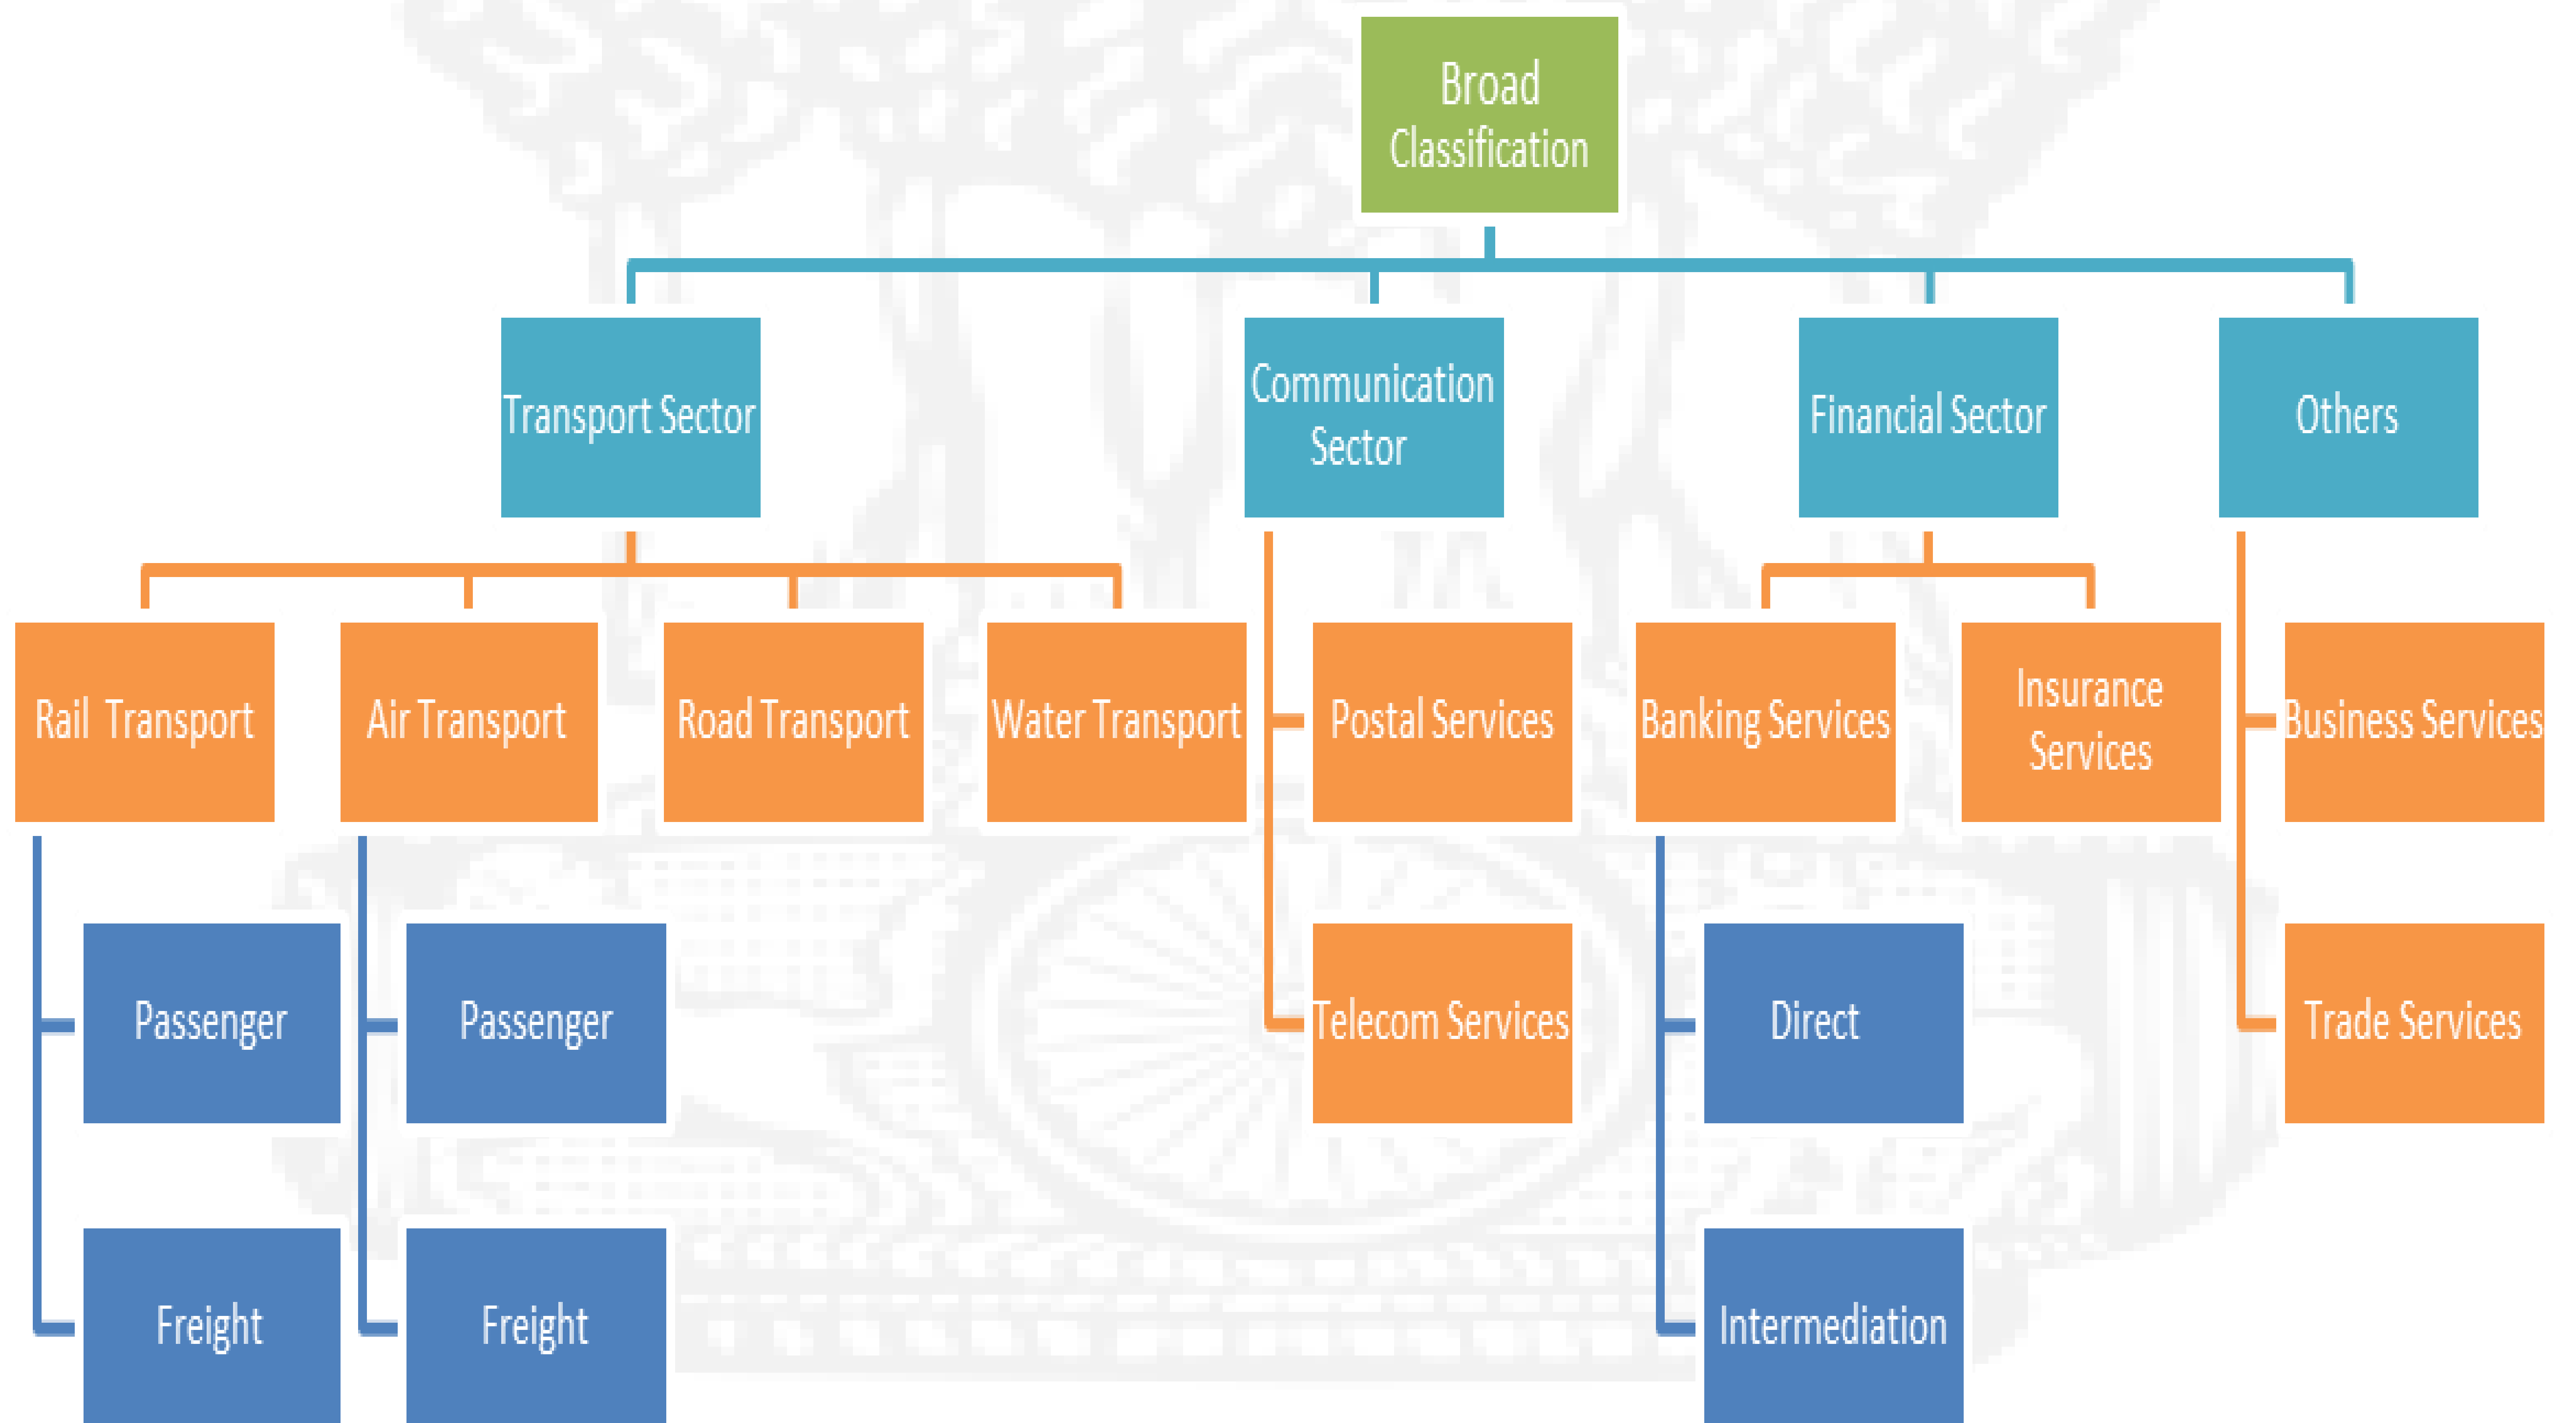 Broad
Classification
Transport Sector
Communication
Sector
Financial Sector
Others
Rail Transport
Air Transport
Road Transport
Water Transport
Postal Services
Banking Services
Insurance
Services
Business Services
Passenger
Passenger
Telecom Services
Direct
Trade Services
Freight
Freight
Intermediation